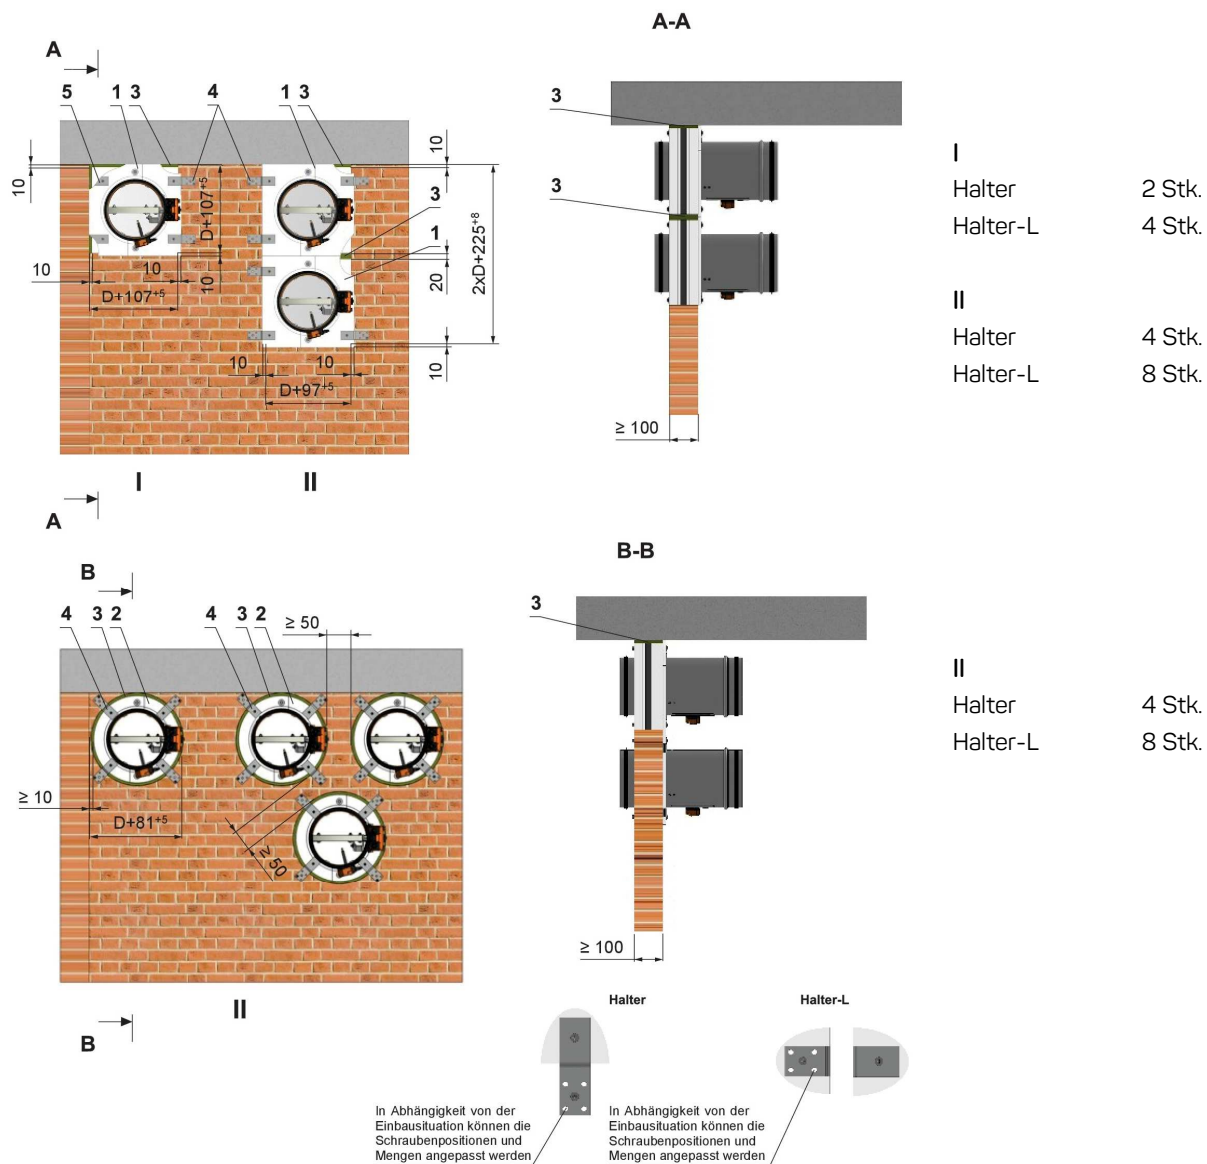 A-A
A
5 1 3 4 1 3
10
10
D+107⁺⁵
3
1
20
2xD+225⁺⁸
10 10 10
D+107⁺⁵
10 10 10
D+97⁺⁵
I II
A
3
3
≥ 100
I
Halter 2 Stk.
Halter-L 4 Stk.
II
Halter 4 Stk.
Halter-L 8 Stk.
B-B
B
4 3 2 4 3 2 ≥ 50
≥ 10
D+81⁺⁵
≥ 50
II
B
3
≥ 100
II
Halter 4 Stk.
Halter-L 8 Stk.
Halter
In Abhängigkeit von der
Einbausituation können die
Schraubenpositionen und
Mengen angepasst werden
Halter-L
In Abhängigkeit von der
Einbausituation können die
Schraubenpositionen und
Mengen angepasst werden